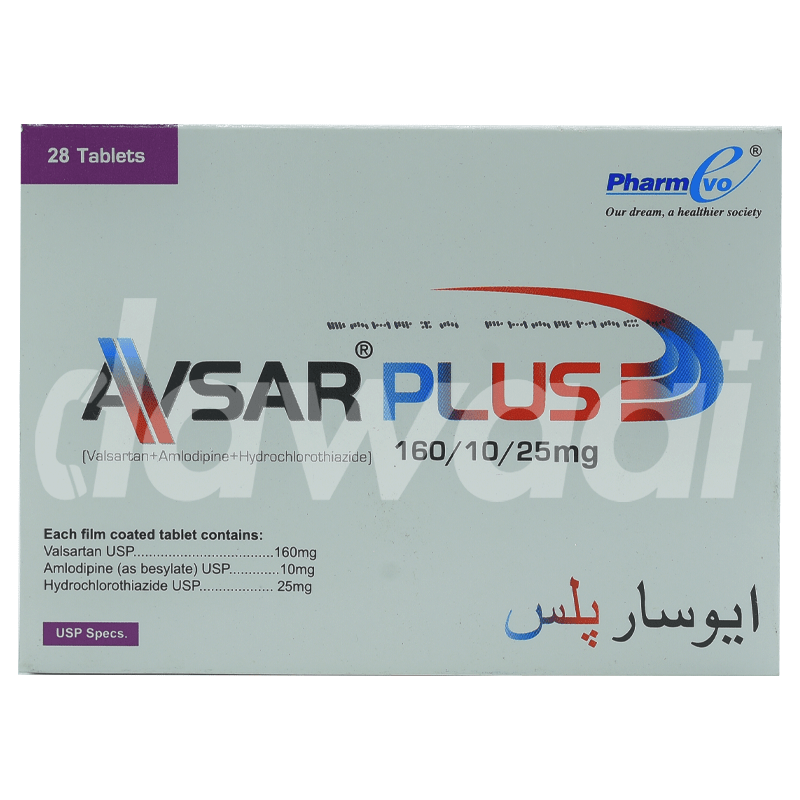 28 Tablets
PharmEvo®
Our dream, a healthier society
AVSAR® PLUS
[Valsartan+Amlodipine+Hydrochlorothiazide] 160/10/25mg
dawaai
Each film coated tablet contains:
Valsartan USP..................................160mg
Amlodipine (as besylate) USP............10mg
Hydrochlorothiazide USP.................. 25mg
ایوسار پلس
USP Specs.